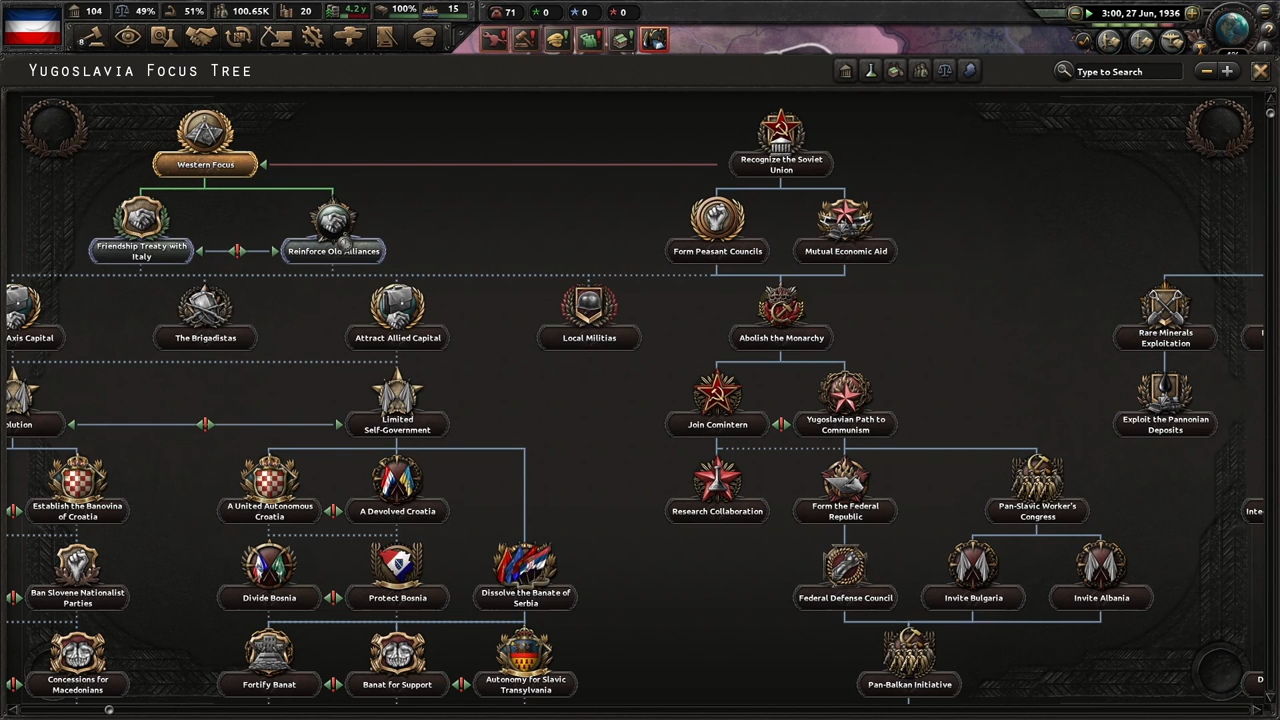 104 49% 51% 100.65K 20 4.2 y 100% 15 71 0 0 0 3:00, 27 Jun, 1936
8
YUGOSLAVIA FOCUS TREE
Type to Search
Western Focus
Recognize the Soviet
Union
Friendship Treaty with
Italy
Reinforce Old Alliances
Form Peasant Councils
Mutual Economic Aid
Axis Capital
The Brigadistas
Attract Allied Capital
Local Militias
Abolish the Monarchy
Rare Minerals
Exploitation
olution
Limited
Self-Government
Join Comintern
Yugoslavian Path to
Communism
Exploit the Pannonian
Deposits
Establish the Banovina
of Croatia
A United Autonomous
Croatia
A Devolved Croatia
Research Collaboration
Form the Federal
Republic
Pan-Slavic Worker's
Congress
Inte
Ban Slovene Nationalist
Parties
Divide Bosnia
Protect Bosnia
Dissolve the Banate of
Serbia
Federal Defense Council
Invite Bulgaria
Invite Albania
Concessions for
Macedonians
Fortify Banat
Banat for Support
Autonomy for Slavic
Transylvania
Pan-Balkan Initiative
D